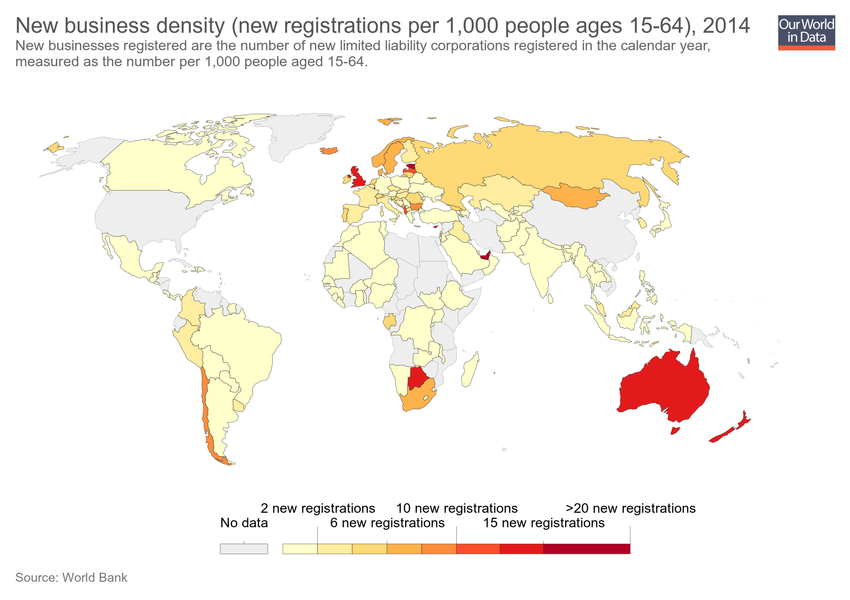 New business density (new registrations per 1,000 people ages 15-64), 2014
Our World
in Data
New businesses registered are the number of new limited liability corporations registered in the calendar year,
measured as the number per 1,000 people aged 15-64.
2 new registrations 10 new registrations >20 new registrations
No data 6 new registrations 15 new registrations
Source: World Bank